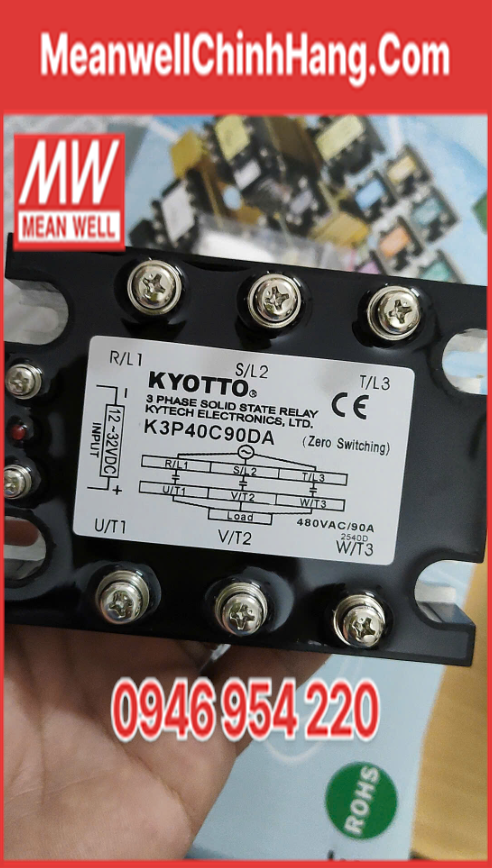 MeanwellChinhHang.Com
MW
MEAN WELL
R/L1 S/L2 T/L3
KYOTTO®
CE
3 PHASE SOLID STATE RELAY
KYTECH ELECTRONICS, LTD.
K3P40C90DA (Zero Switching)
- 12~32VDC +
INPUT
R/L1 S/L2 T/L3
U/T1 V/T2 W/T3
Load
480VAC/90A
2540D
U/T1 V/T2 W/T3
0946 954 220
ROHS